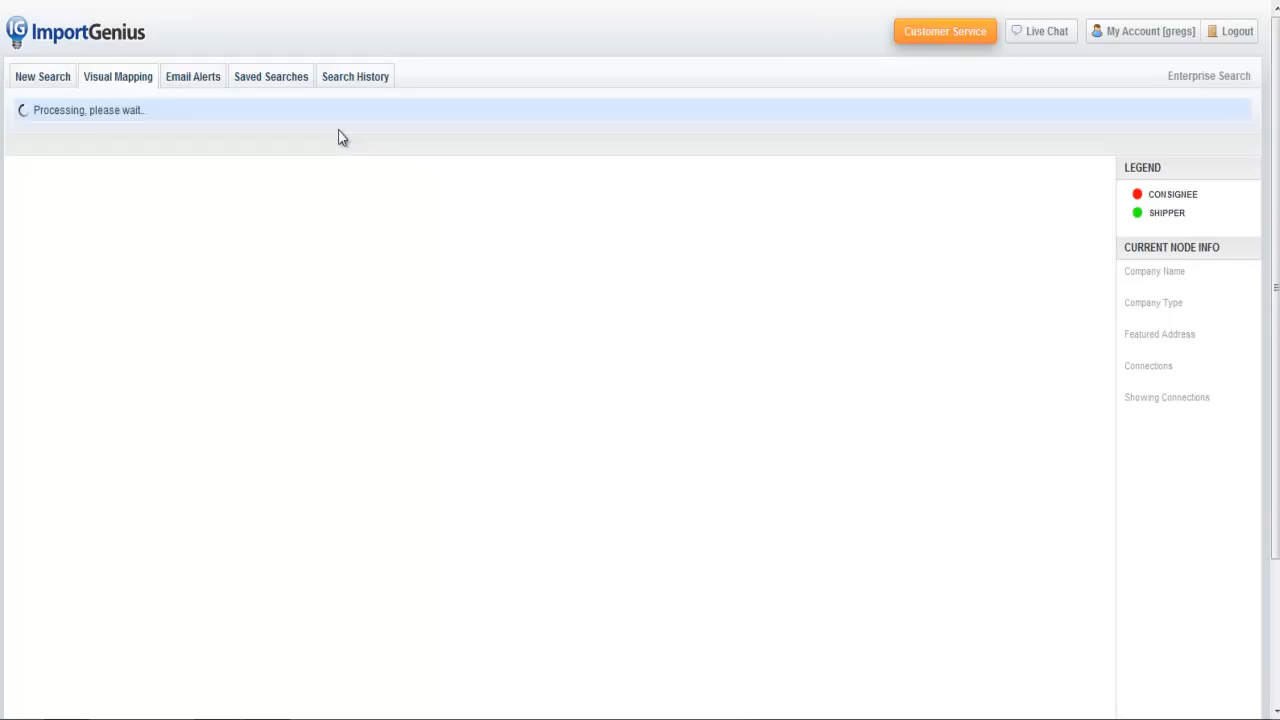 IG ImportGenius
Customer Service
Live Chat
My Account [gregs]
Logout
New Search
Visual Mapping
Email Alerts
Saved Searches
Search History
Enterprise Search
Processing, please wait...
LEGEND
CONSIGNEE
SHIPPER
CURRENT NODE INFO
Company Name
Company Type
Featured Address
Connections
Showing Connections